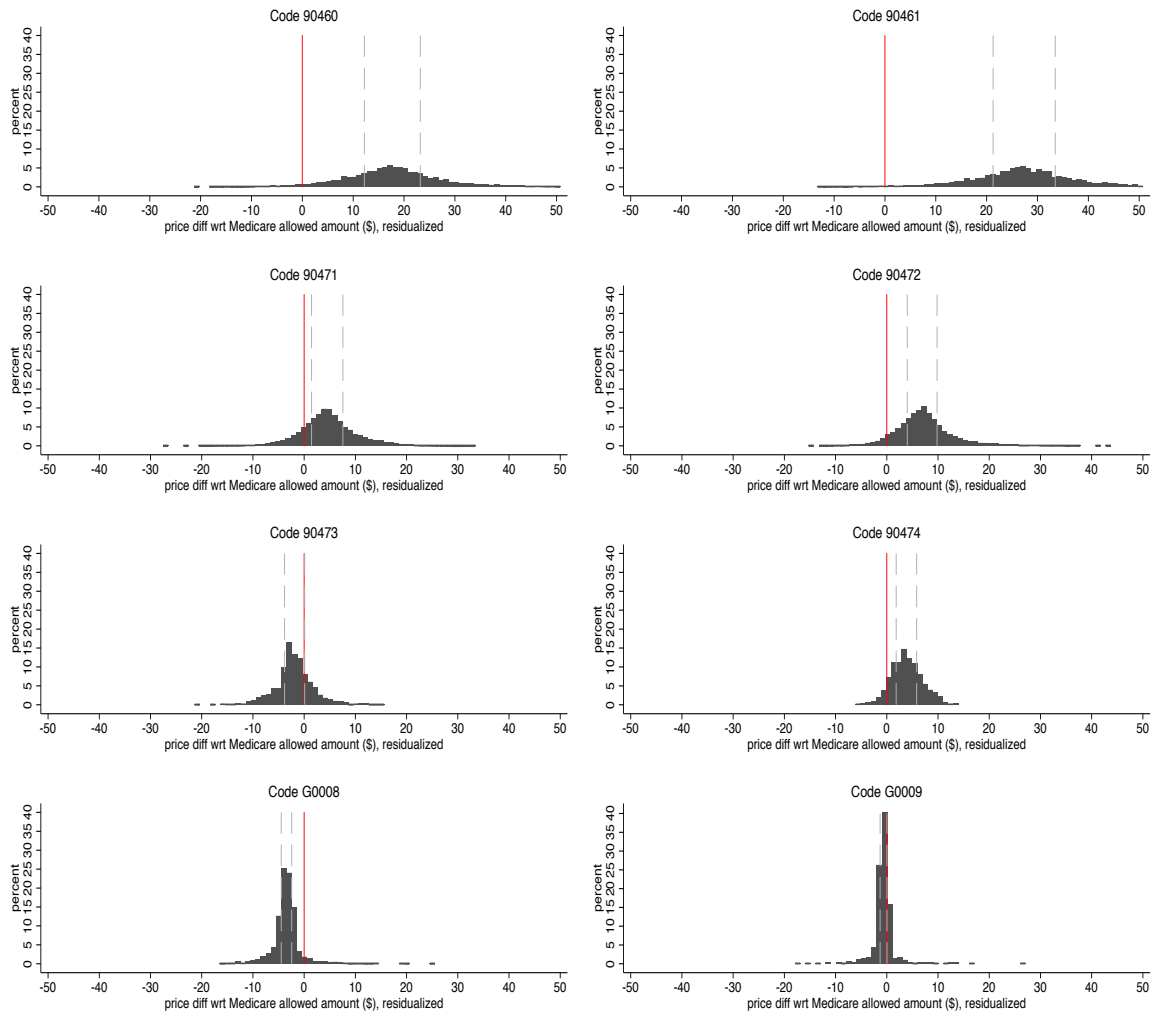 Code 90460
percent
0 5 10 15 20 25 30 35 40
-50 -40 -30 -20 -10 0 10 20 30 40 50
price diff wrt Medicare allowed amount ($), residualized
Code 90461
percent
0 5 10 15 20 25 30 35 40
-50 -40 -30 -20 -10 0 10 20 30 40 50
price diff wrt Medicare allowed amount ($), residualized
Code 90471
percent
0 5 10 15 20 25 30 35 40
-50 -40 -30 -20 -10 0 10 20 30 40 50
price diff wrt Medicare allowed amount ($), residualized
Code 90472
percent
0 5 10 15 20 25 30 35 40
-50 -40 -30 -20 -10 0 10 20 30 40 50
price diff wrt Medicare allowed amount ($), residualized
Code 90473
percent
0 5 10 15 20 25 30 35 40
-50 -40 -30 -20 -10 0 10 20 30 40 50
price diff wrt Medicare allowed amount ($), residualized
Code 90474
percent
0 5 10 15 20 25 30 35 40
-50 -40 -30 -20 -10 0 10 20 30 40 50
price diff wrt Medicare allowed amount ($), residualized
Code G0008
percent
0 5 10 15 20 25 30 35 40
-50 -40 -30 -20 -10 0 10 20 30 40 50
price diff wrt Medicare allowed amount ($), residualized
Code G0009
percent
0 5 10 15 20 25 30 35 40
-50 -40 -30 -20 -10 0 10 20 30 40 50
price diff wrt Medicare allowed amount ($), residualized